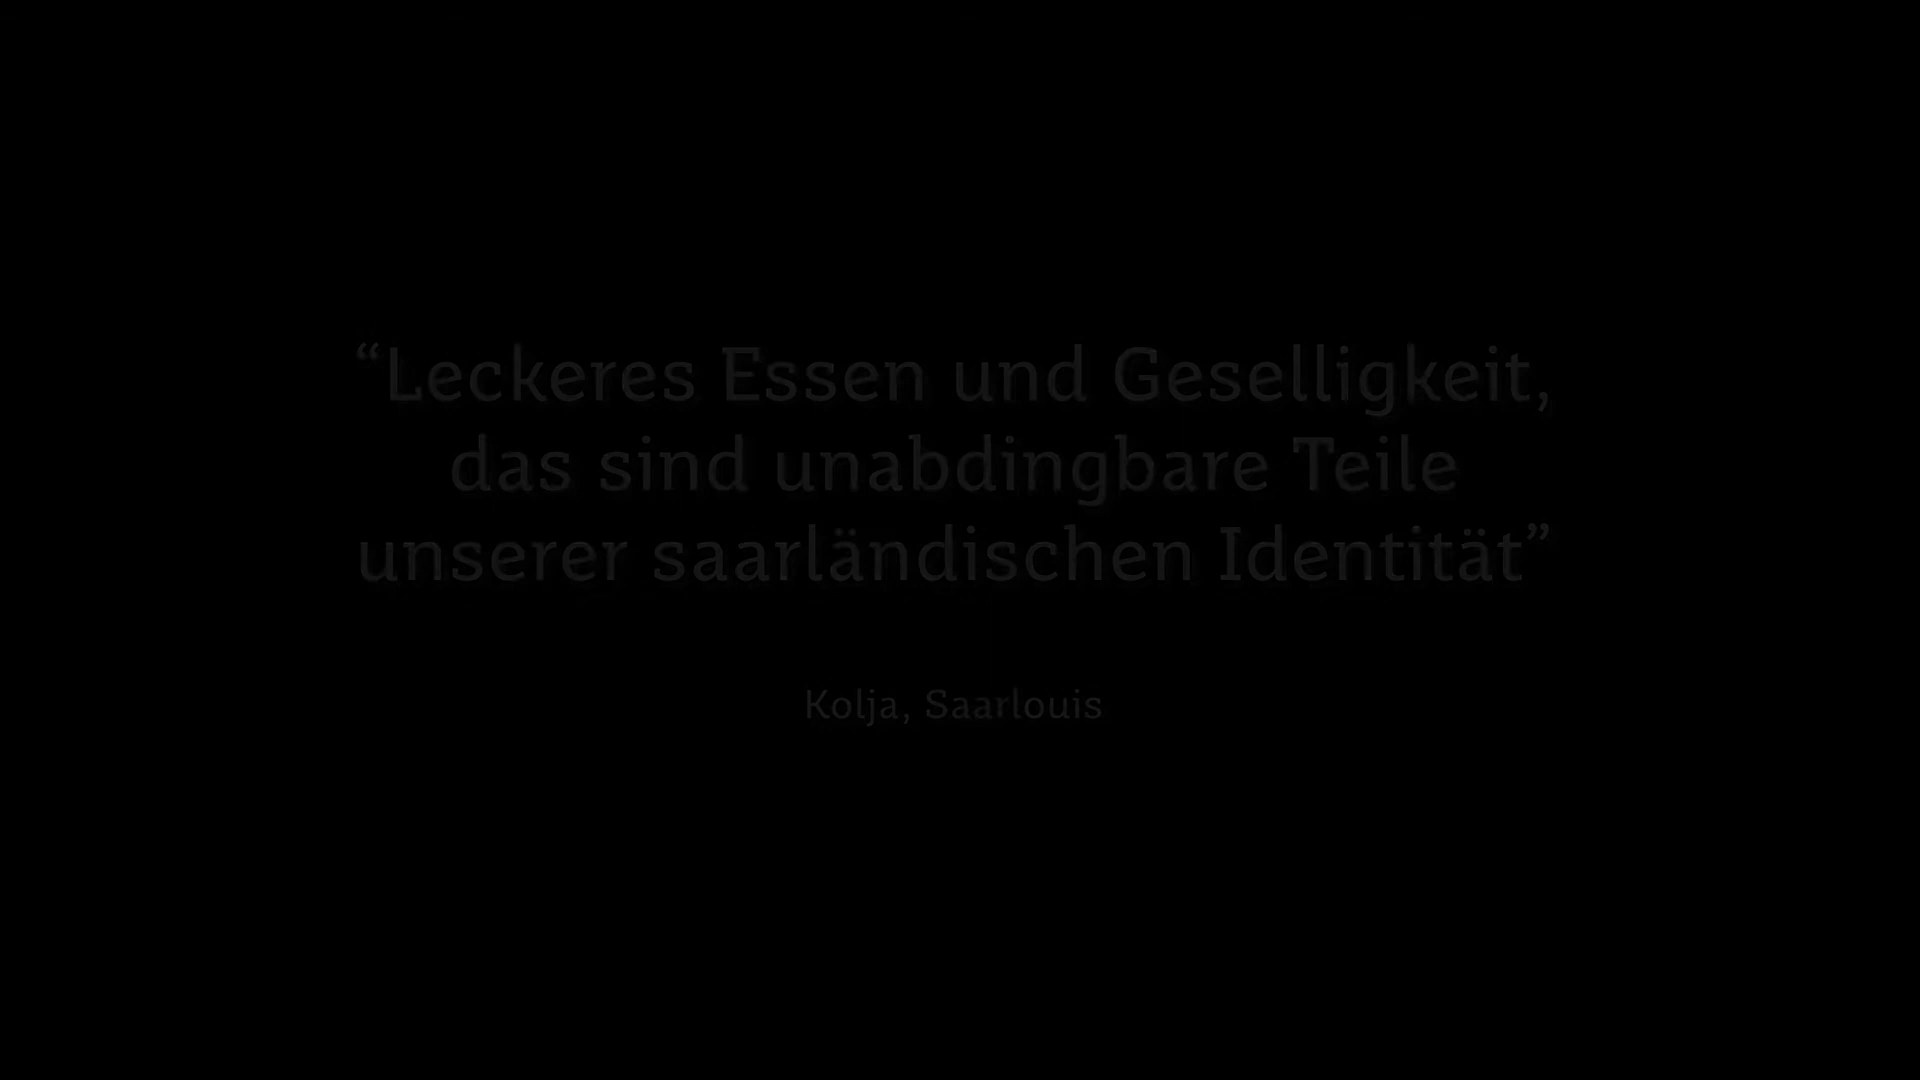 “Leckeres Essen und Geselligkeit,
das sind unabdingbare Teile
unserer saarländischen Identität”
Kolja, Saarlouis